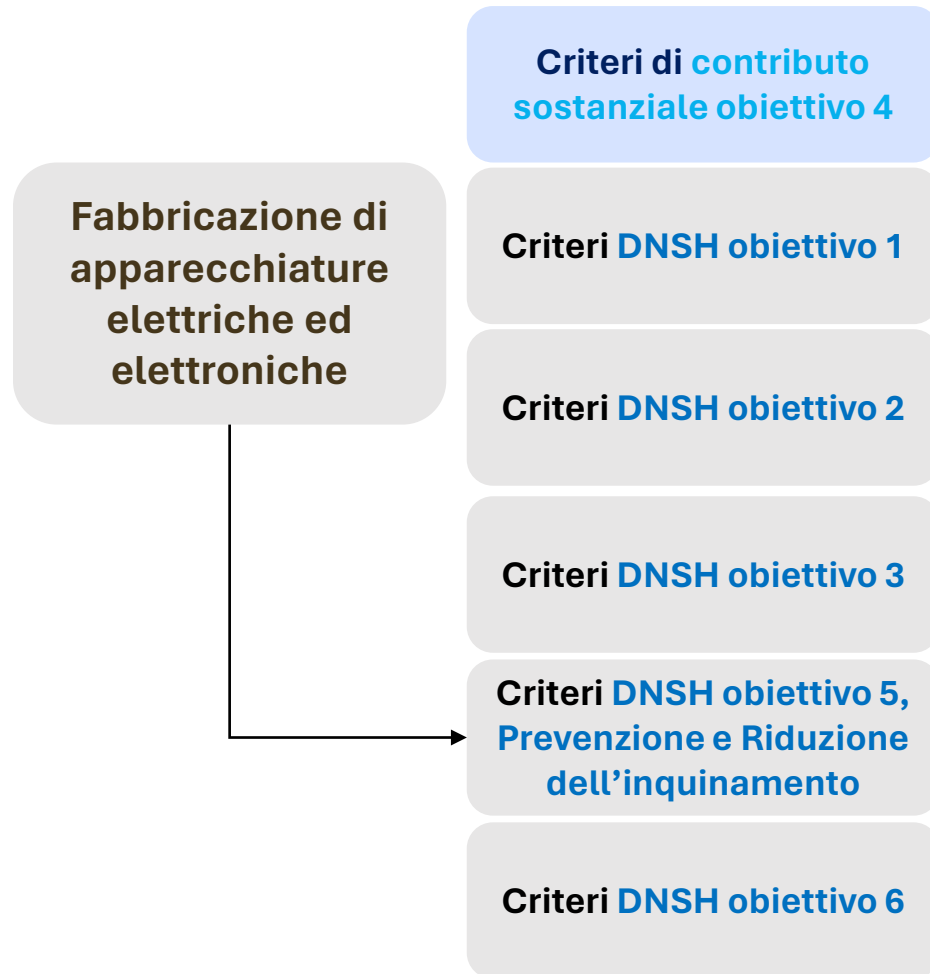 Criteri di contributo
sostanziale obiettivo 4
Fabbricazione di
apparecchiature
elettriche ed
elettroniche
Criteri DNSH obiettivo 1
Criteri DNSH obiettivo 2
Criteri DNSH obiettivo 3
Criteri DNSH obiettivo 5,
Prevenzione e Riduzione
dell’inquinamento
Criteri DNSH obiettivo 6